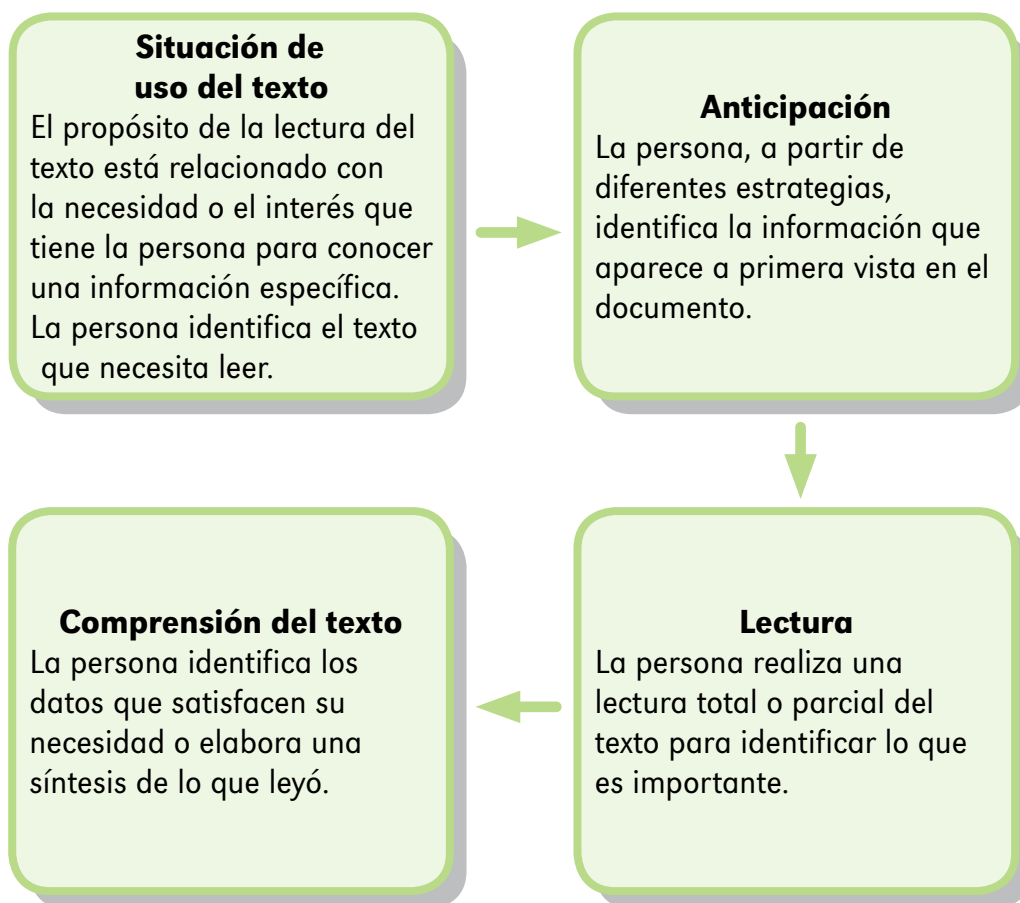 Situación de
uso del texto
El propósito de la lectura del
texto está relacionado con
la necesidad o el interés que
tiene la persona para conocer
una información específica.
La persona identifica el texto
que necesita leer.
Anticipación
La persona, a partir de
diferentes estrategias,
identifica la información que
aparece a primera vista en el
documento.
Lectura
La persona realiza una
lectura total o parcial del
texto para identificar lo que
es importante.
Comprensión del texto
La persona identifica los
datos que satisfacen su
necesidad o elabora una
síntesis de lo que leyó.